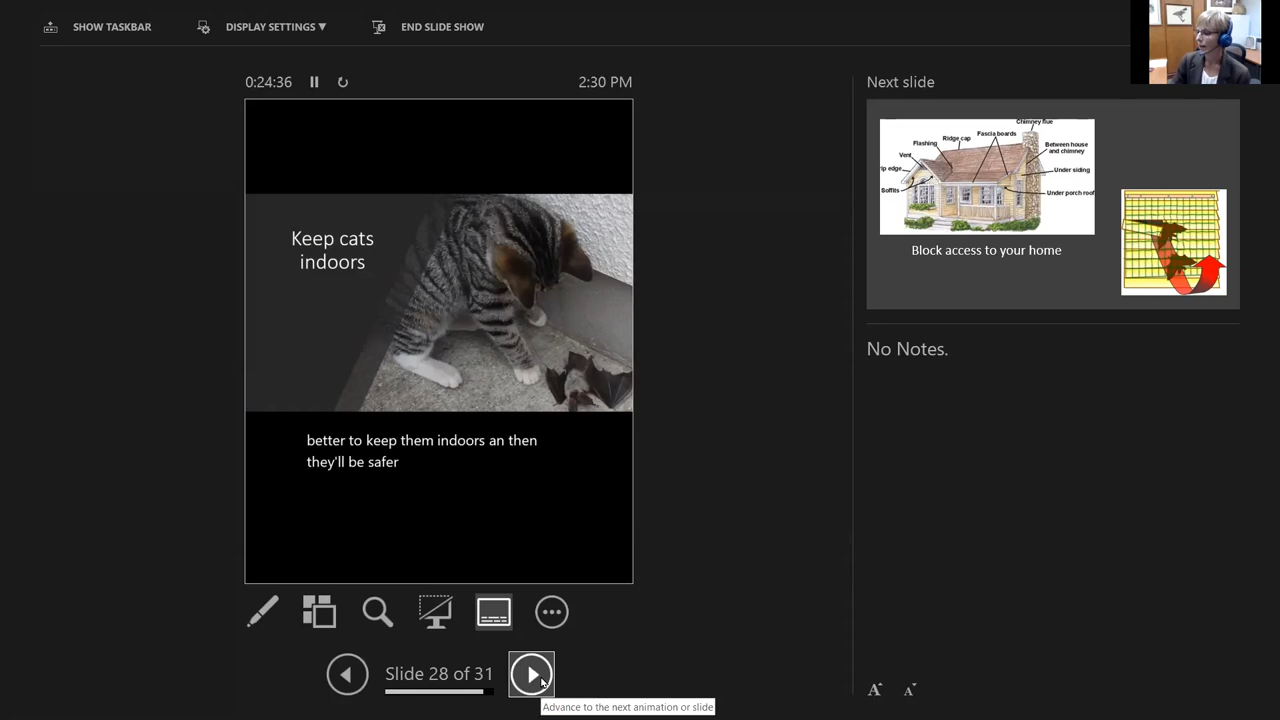 SHOW TASKBAR
DISPLAY SETTINGS ▼
END SLIDE SHOW
0:24:36
2:30 PM
Keep cats
indoors
better to keep them indoors an then
they'll be safer
Slide 28 of 31
Advance to the next animation or slide
Next slide
Chimney flue
Fascia boards
Ridge cap
Flashing
Between house
and chimney
Vent
Under siding
ip edge
Soffits
Under porch roof
Block access to your home
No Notes.
A
A